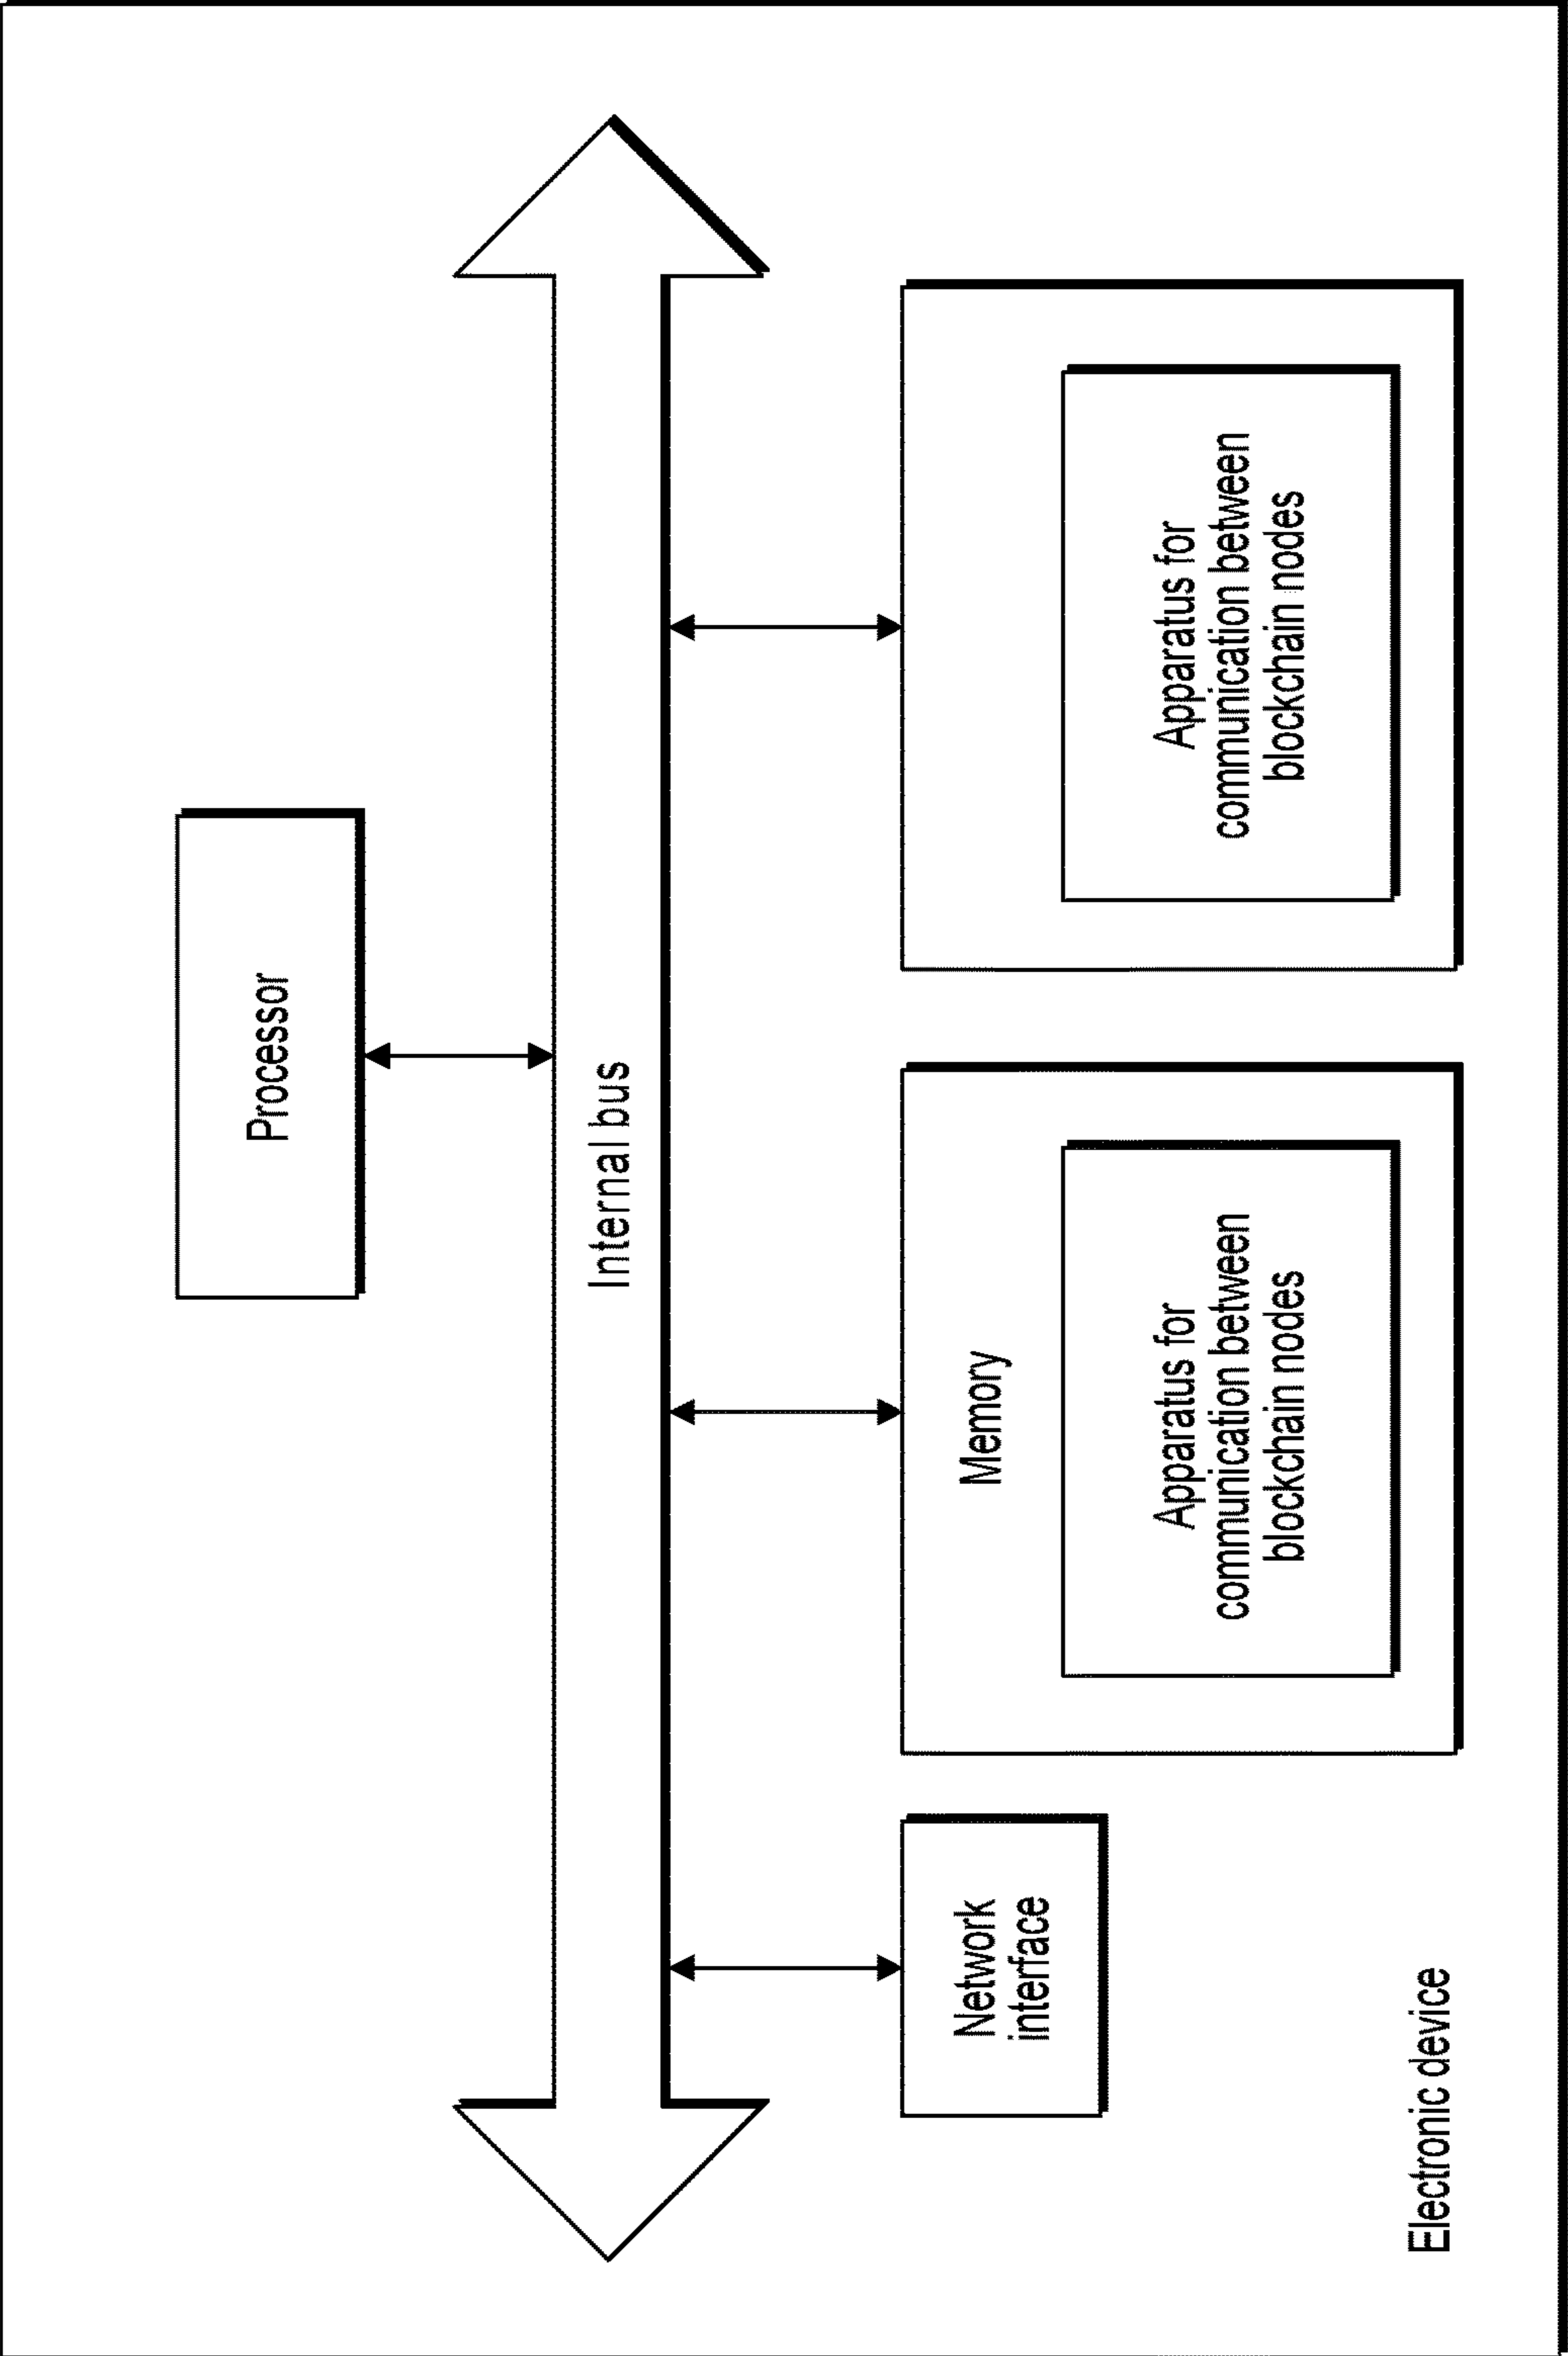 Processor
Internal bus
Network
interface
Memory
Apparatus for
communication between
blockchain nodes
Apparatus for
communication between
blockchain nodes
Electronic device